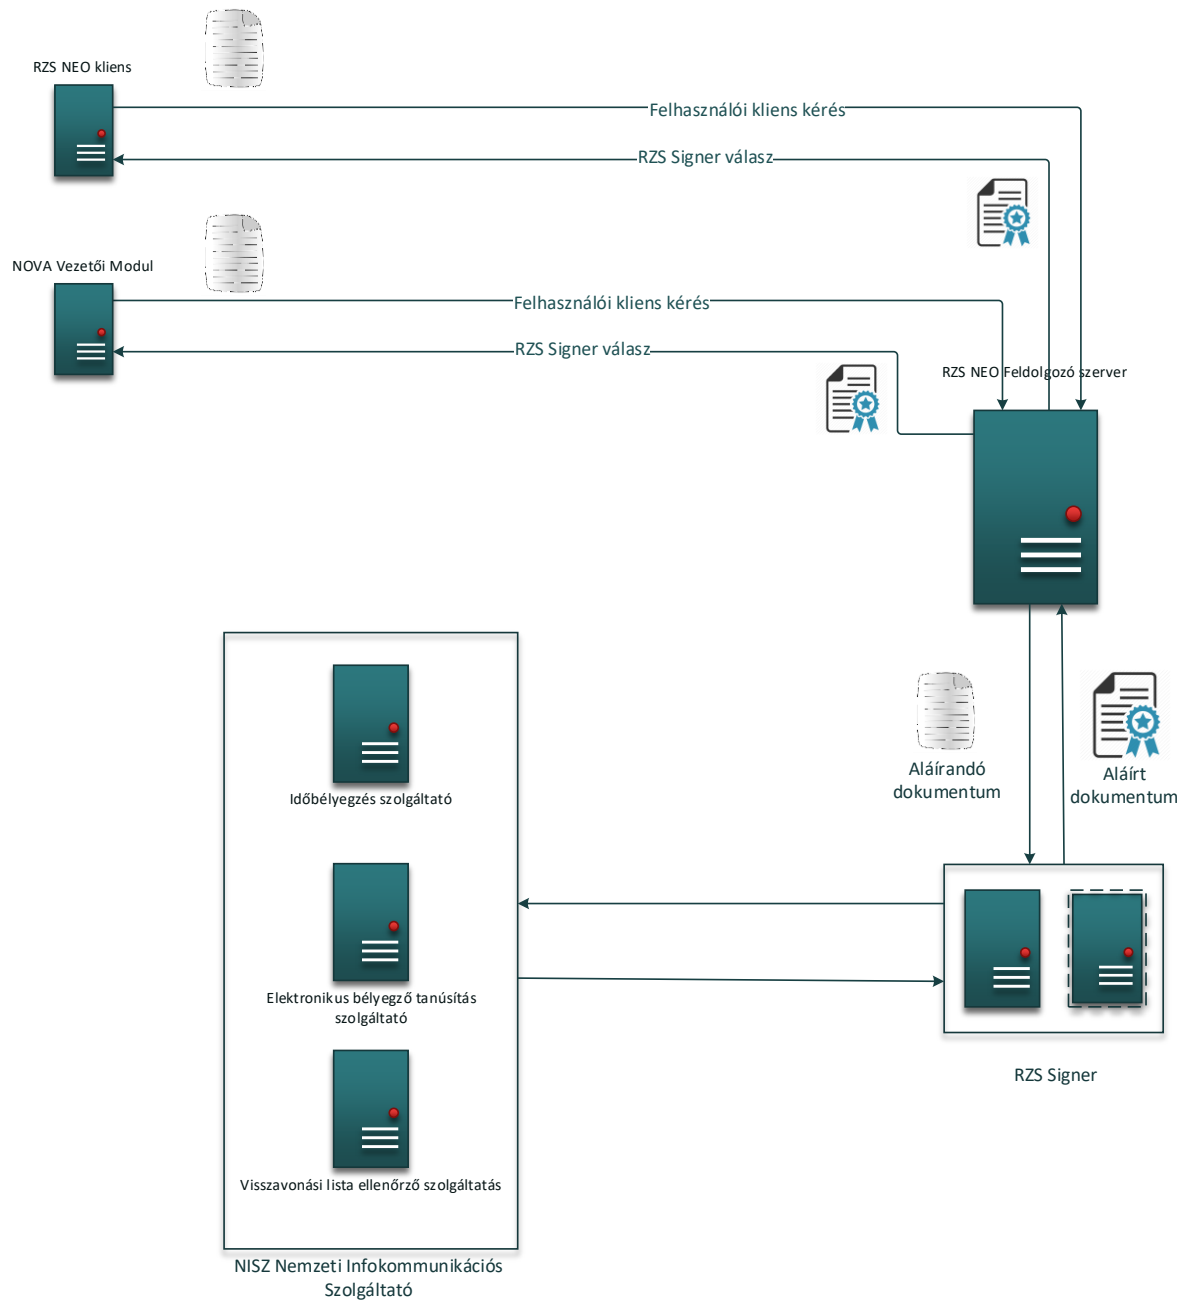 RZS NEO kliens
Felhasználói kliens kérés
RZS Signer válasz
NOVA Vezetői Modul
Felhasználói kliens kérés
RZS Signer válasz
RZS NEO Feldolgozó szerver
Aláírandó
dokumentum
Aláírt
dokumentum
Időbélyegzés szolgáltató
Elektronikus bélyegző tanúsítás
szolgáltató
RZS Signer
Visszavonási lista ellenőrző szolgáltatás
NISZ Nemzeti Infokommunikációs
Szolgáltató